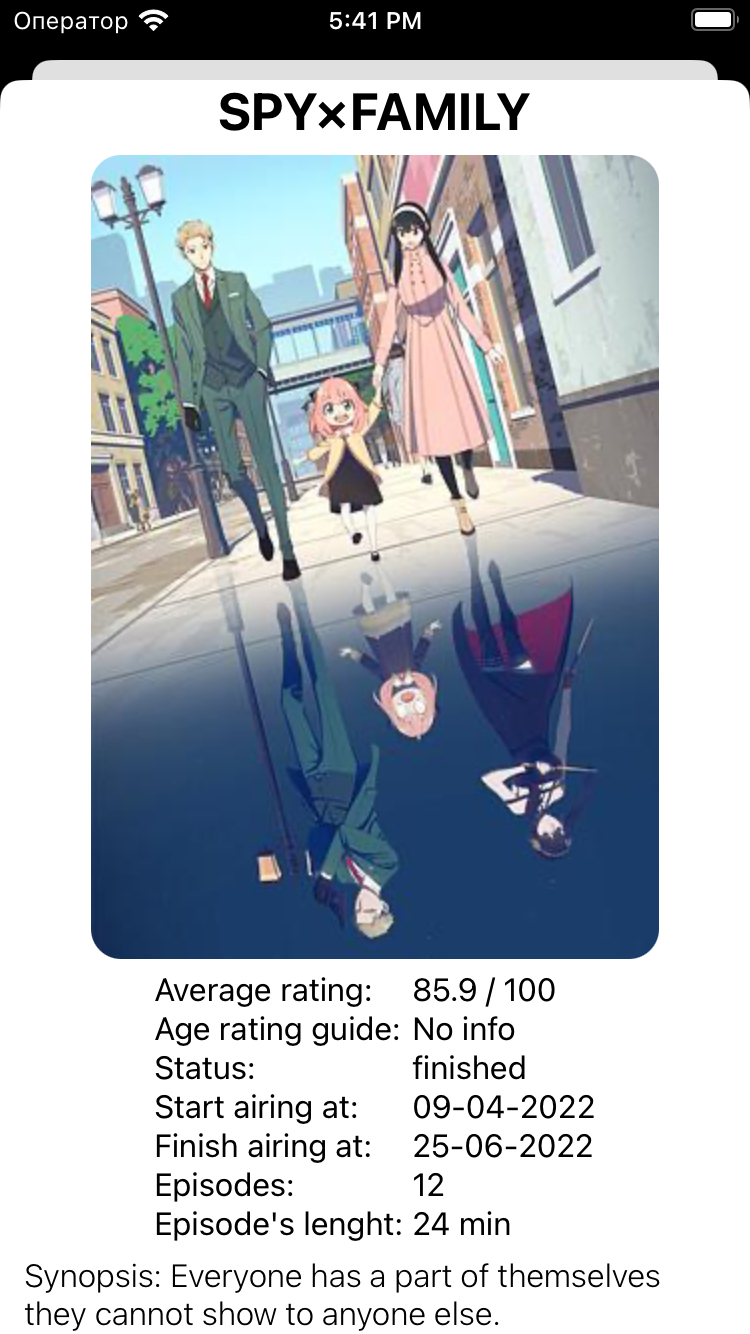 Оператор 5:41 PM
SPY×FAMILY
Average rating: 85.9 / 100
Age rating guide: No info
Status: finished
Start airing at: 09-04-2022
Finish airing at: 25-06-2022
Episodes: 12
Episode's lenght: 24 min
Synopsis: Everyone has a part of themselves
they cannot show to anyone else.